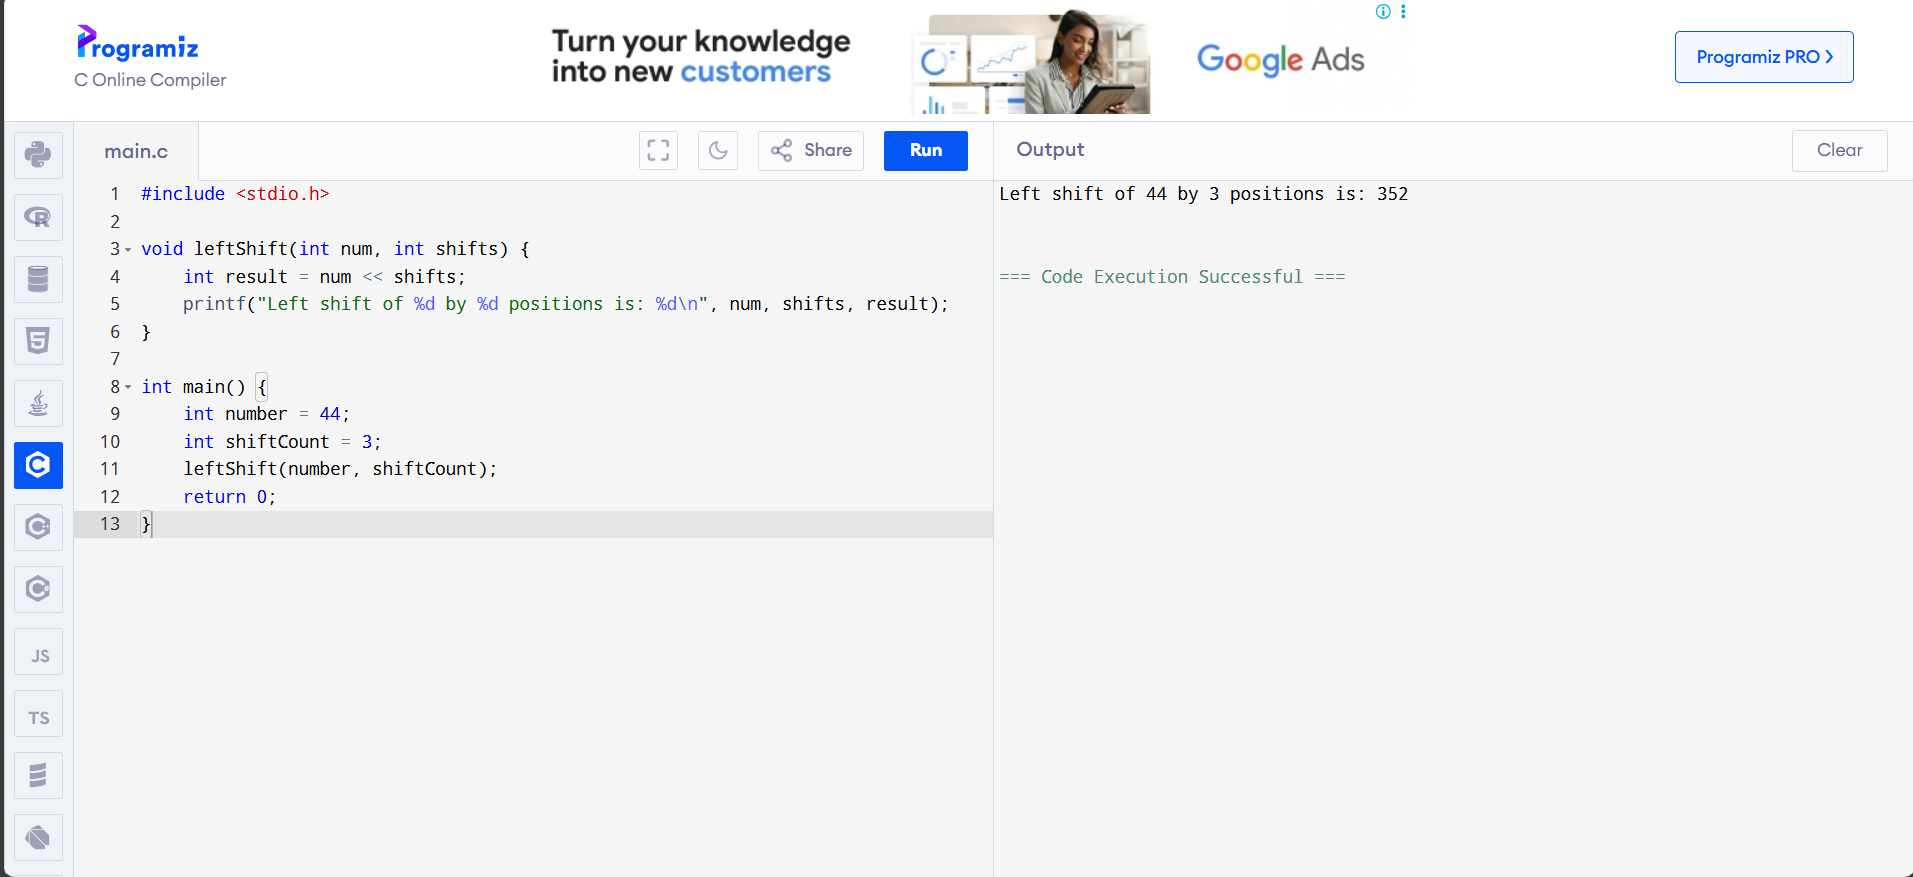 Programiz
C Online Compiler
Turn your knowledge
into new customers
Google Ads
Programiz PRO
main.c
Share
Run
Output
Clear
1 #include <stdio.h>
2
3 void leftShift(int num, int shifts) {
4     int result = num << shifts;
5     printf("Left shift of %d by %d positions is: %d\n", num, shifts, result);
6 }
7
8 int main() {
9     int number = 44;
10     int shiftCount = 3;
11     leftShift(number, shiftCount);
12     return 0;
13 }
Left shift of 44 by 3 positions is: 352
=== Code Execution Successful ===
JS
TS